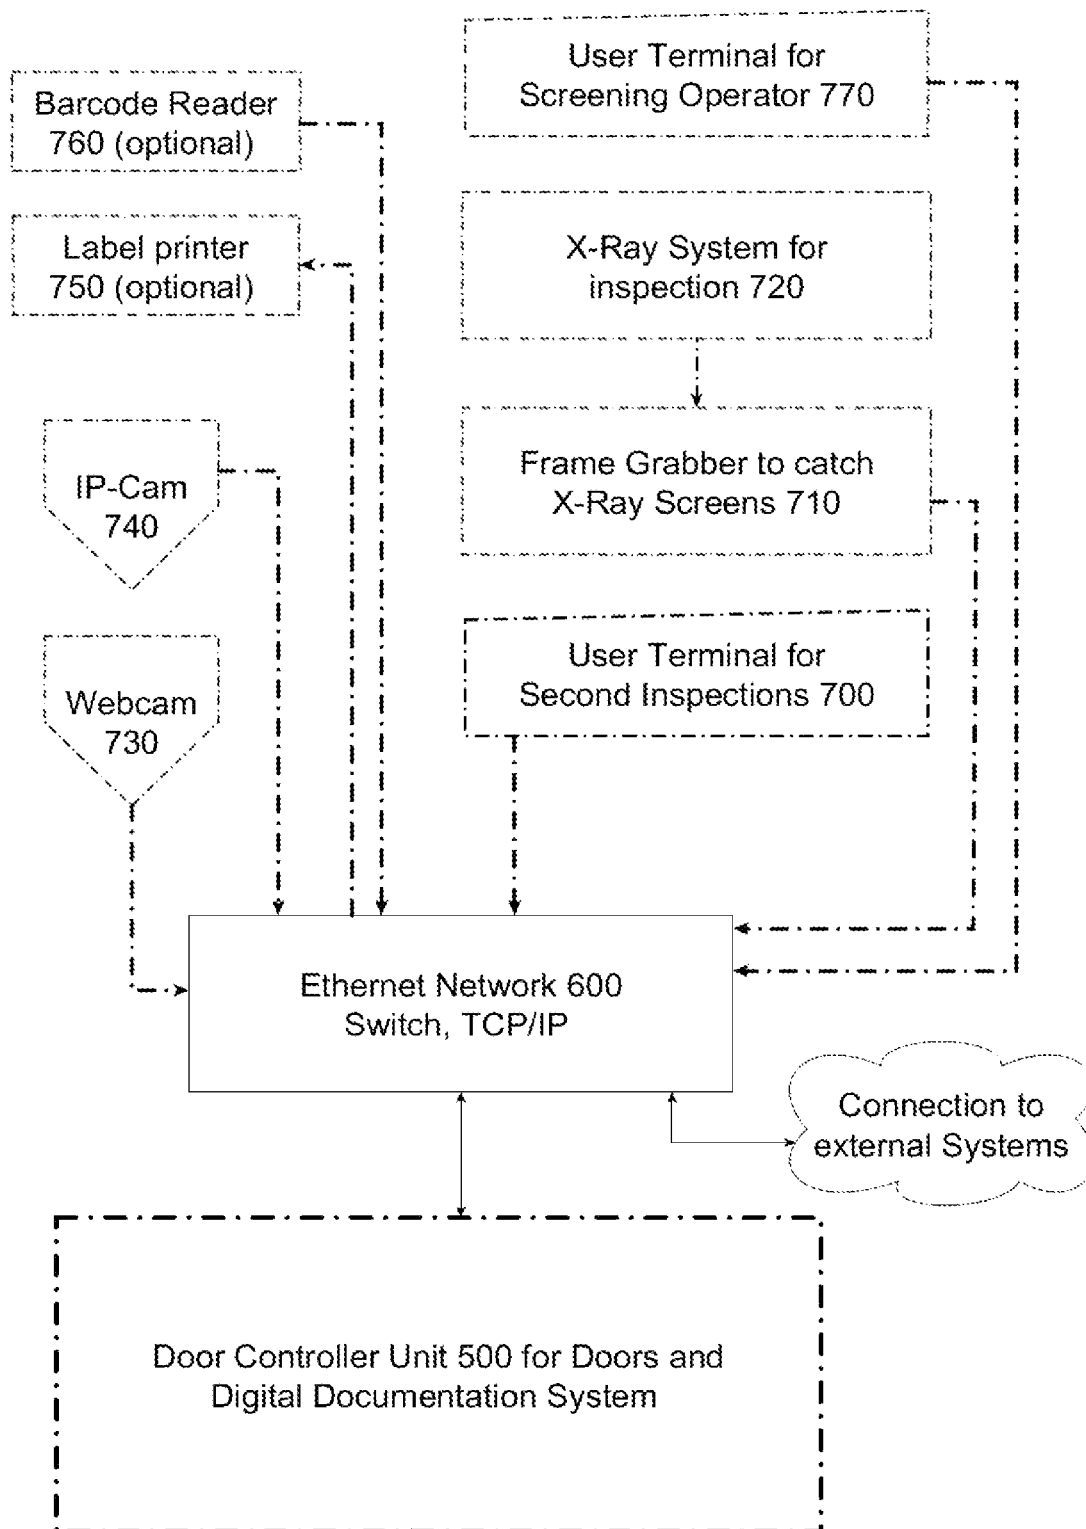 User Terminal for
Screening Operator 770
Barcode Reader
760 (optional)
Label printer
750 (optional)
X-Ray System for
inspection 720
Frame Grabber to catch
X-Ray Screens 710
IP-Cam
740
User Terminal for
Second Inspections 700
Webcam
730
Ethernet Network 600
Switch, TCP/IP
Connection to
external Systems
Door Controller Unit 500 for Doors and
Digital Documentation System